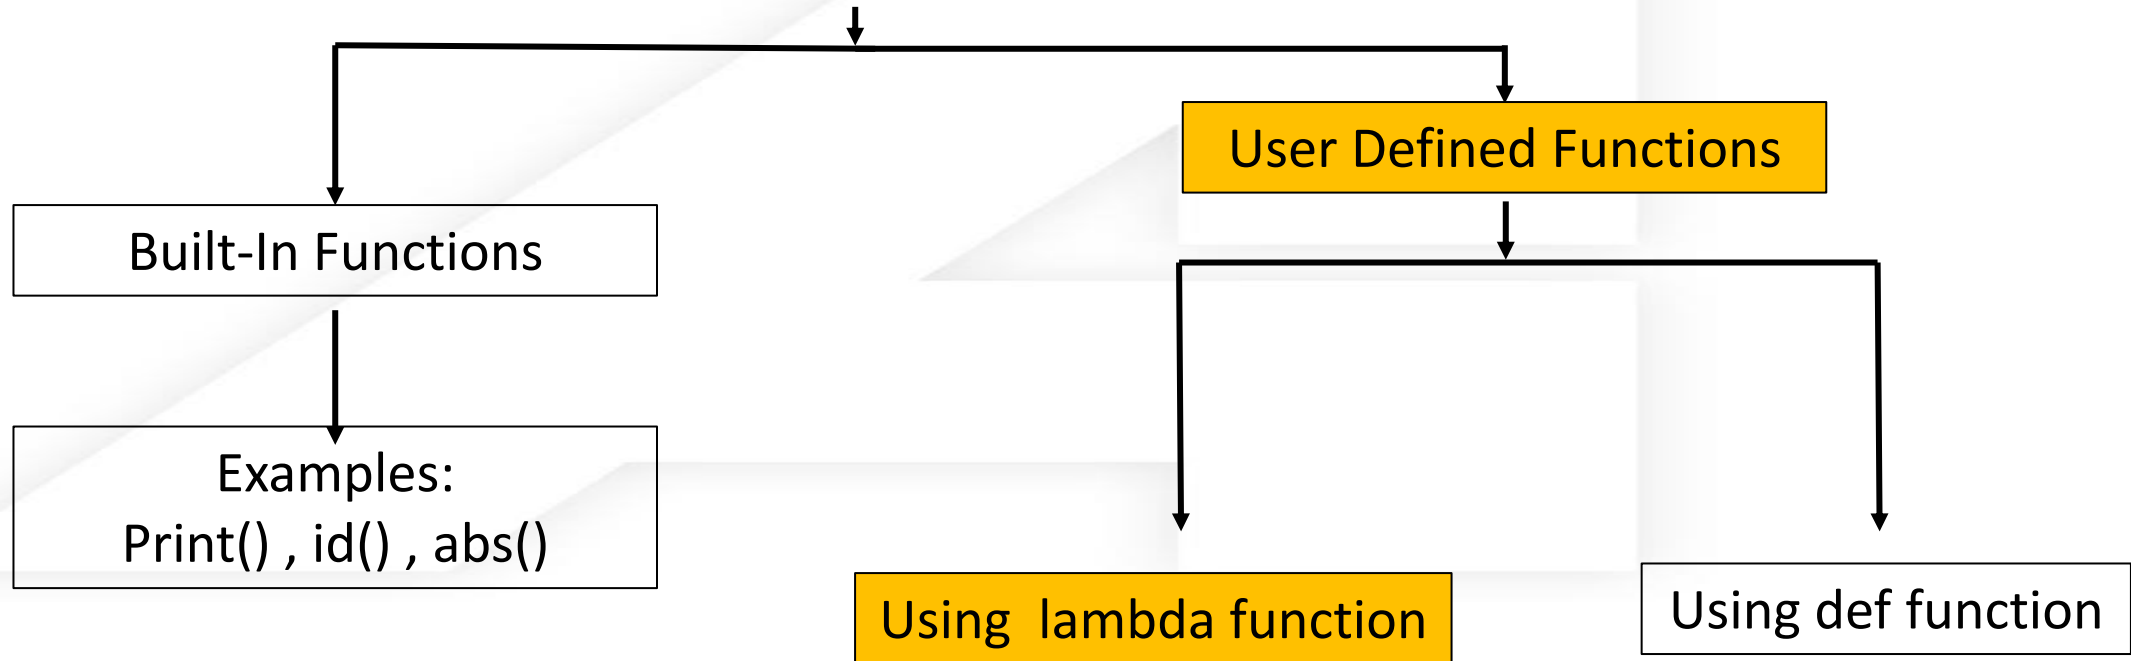 User Defined Functions
Built-In Functions
Examples:
Print() , id() , abs()
Using  lambda function
Using def function